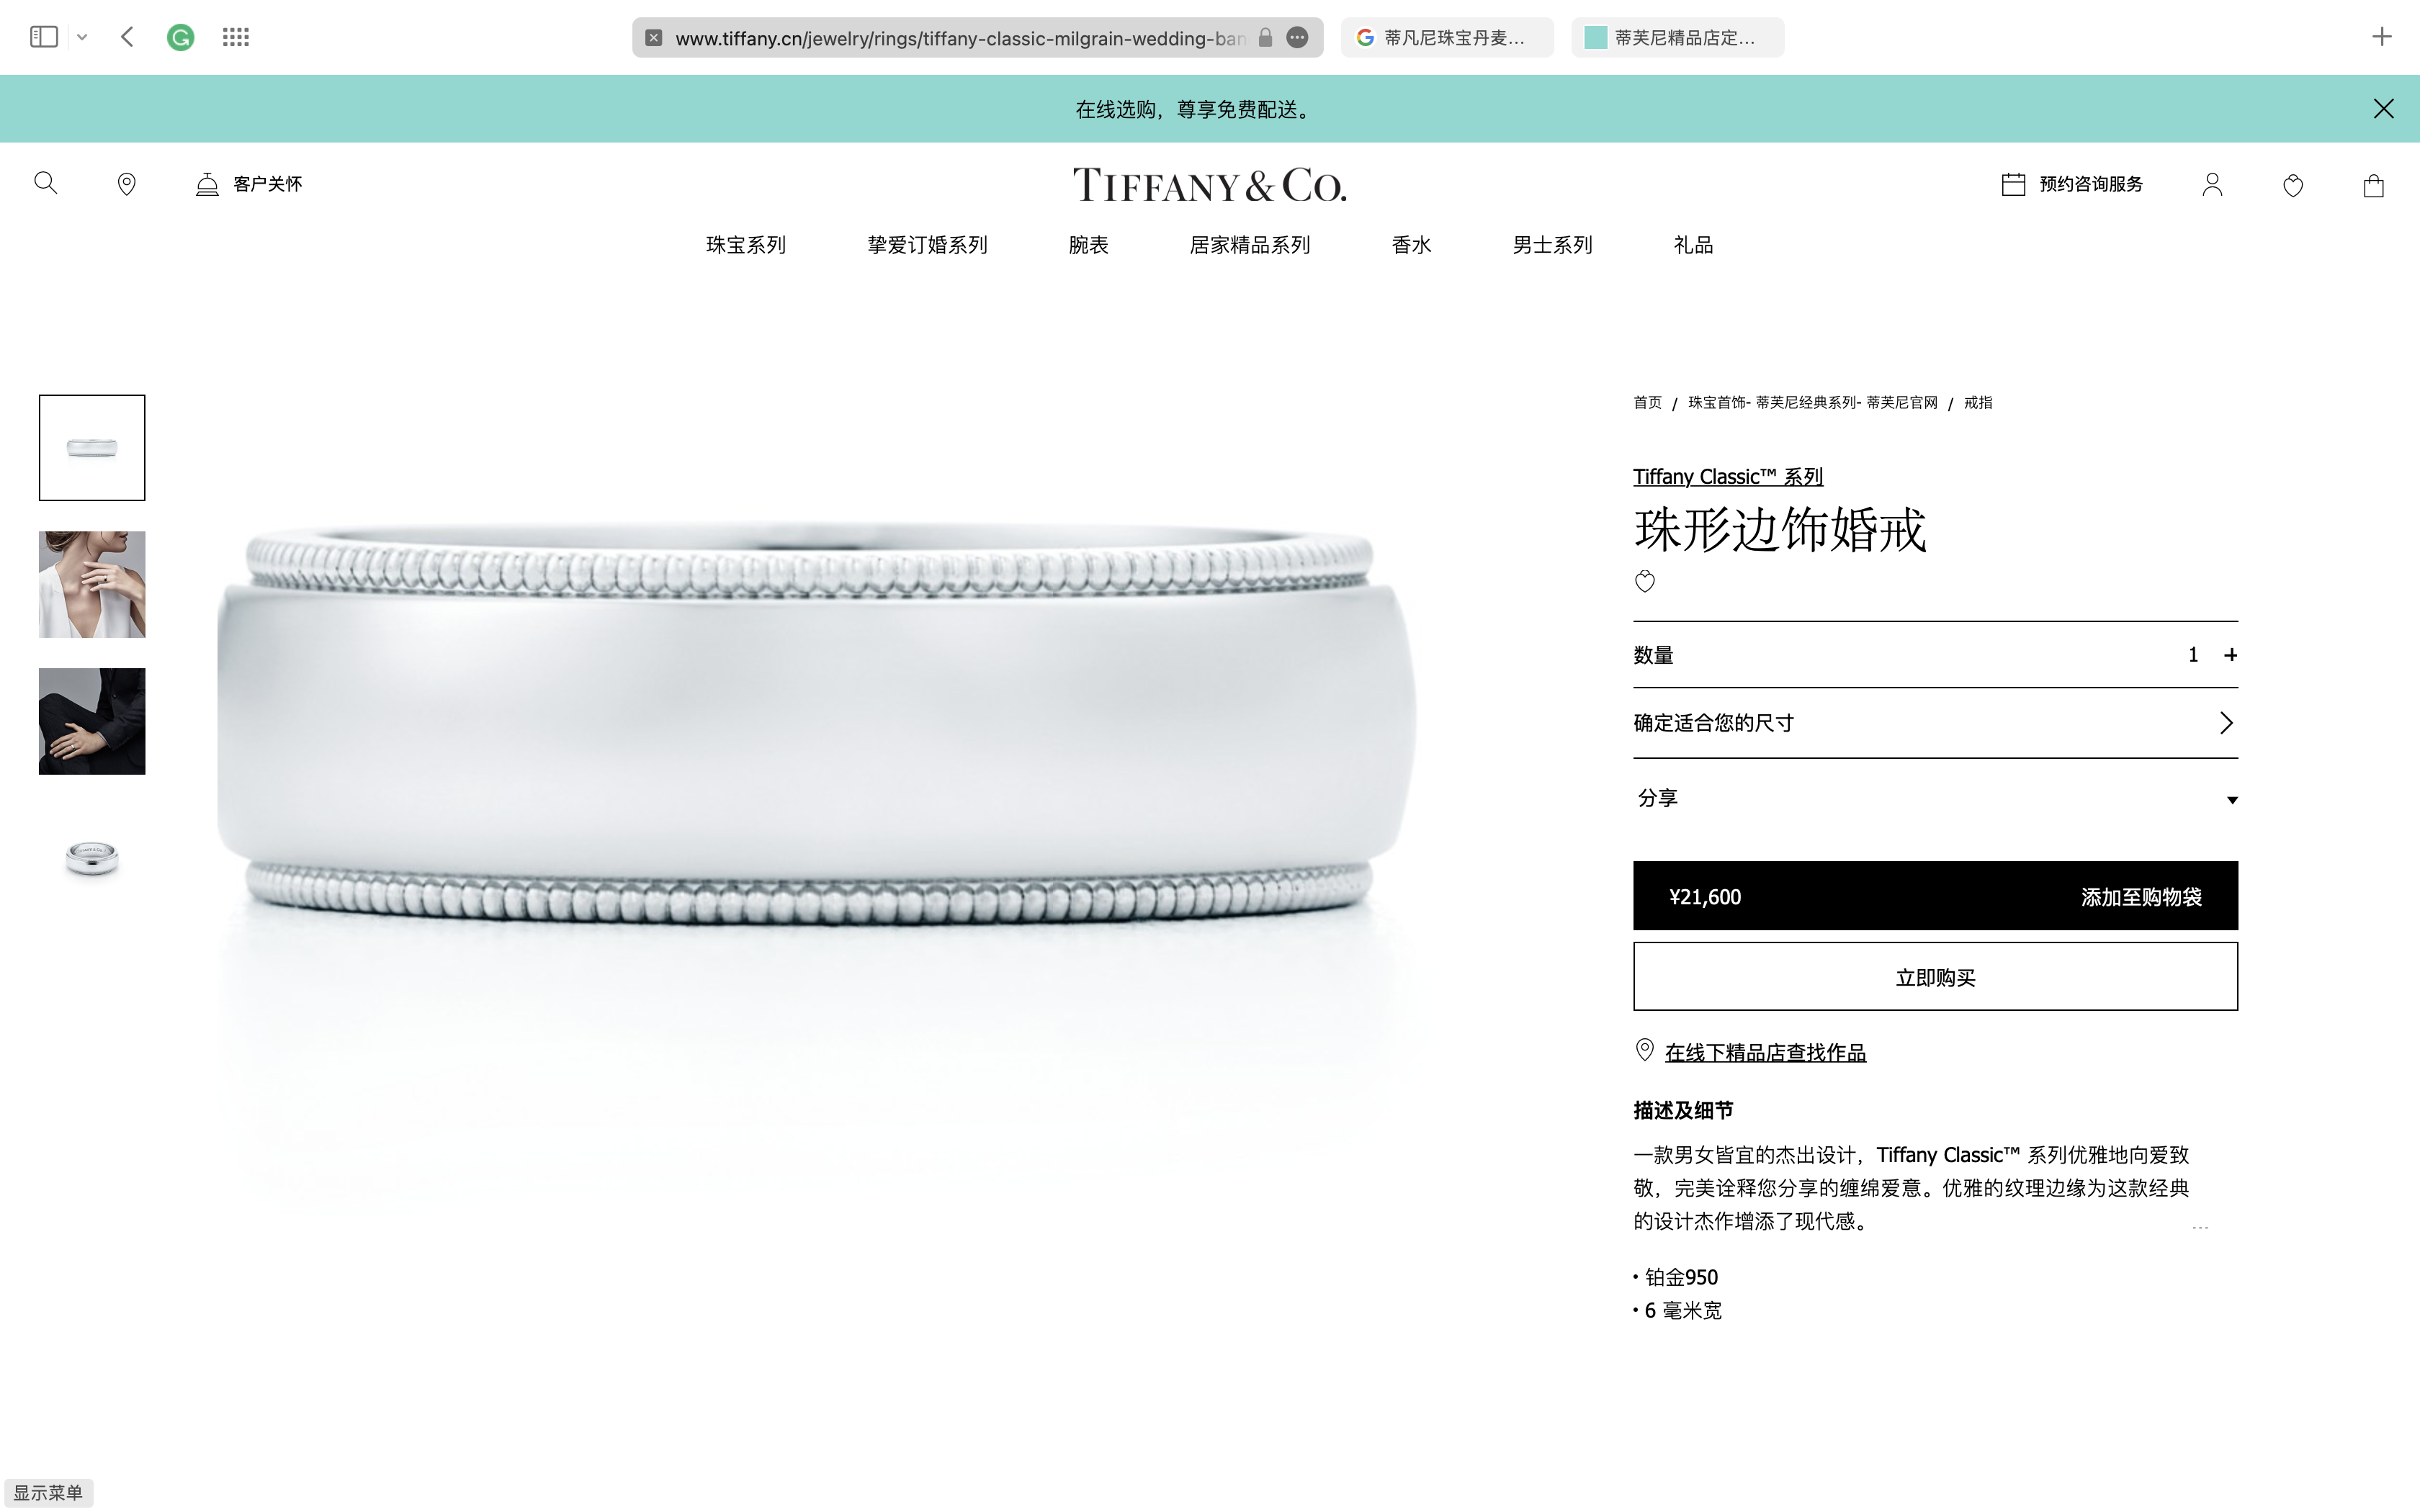 www.tiffany.cn/jewelry/rings/tiffany-classic-milgrain-wedding-ban
蒂凡尼珠宝丹麦...
蒂芙尼精品店定...
在线选购，尊享免费配送。
客户关怀
TIFFANY & CO.
预约咨询服务
珠宝系列 挚爱订婚系列 腕表 居家精品系列 香水 男士系列 礼品
首页 / 珠宝首饰- 蒂芙尼经典系列- 蒂芙尼官网 / 戒指
Tiffany Classic™ 系列
珠形边饰婚戒
数量 1 +
确定适合您的尺寸
分享
¥21,600 添加至购物袋
立即购买
在线下精品店查找作品
描述及细节
一款男女皆宜的杰出设计，Tiffany Classic™ 系列优雅地向爱致
敬，完美诠释您分享的缠绵爱意。优雅的纹理边缘为这款经典
的设计杰作增添了现代感。 ...
• 铂金950
• 6 毫米宽
显示菜单